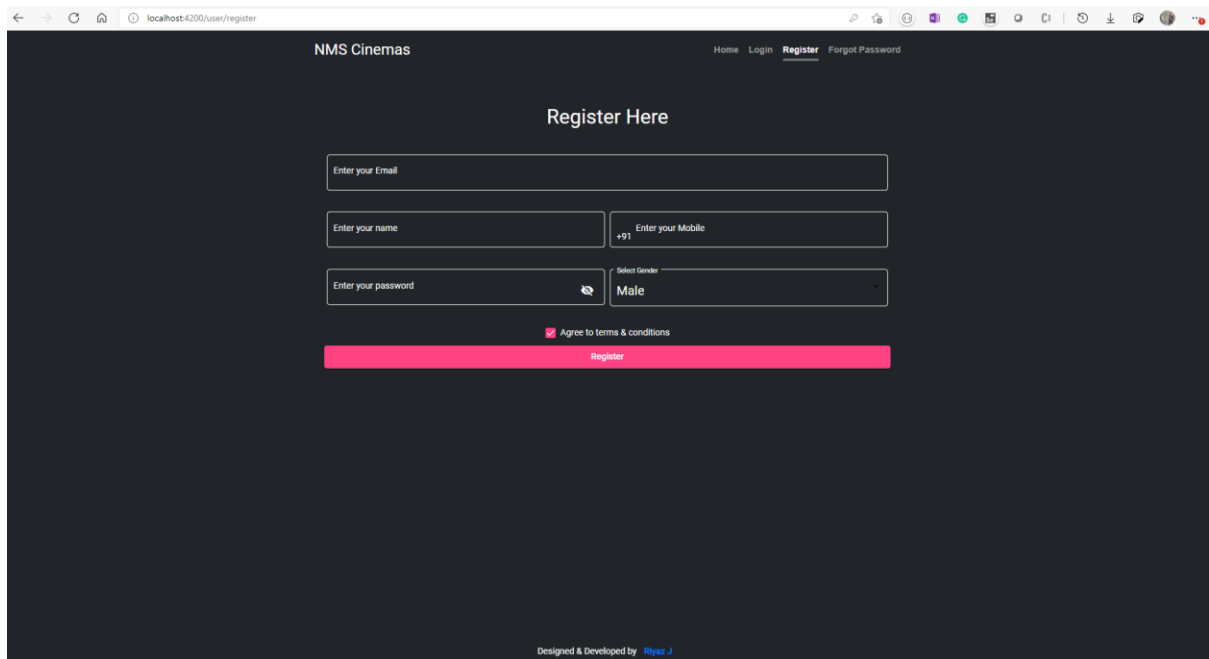 localhost:4200/user/register
NMS Cinemas
Home Login Register Forgot Password
Register Here
Enter your Email
Enter your name
+91 Enter your Mobile
Enter your password
Select Gender
Male
Agree to terms & conditions
Register
Designed & Developed by Riyaz J